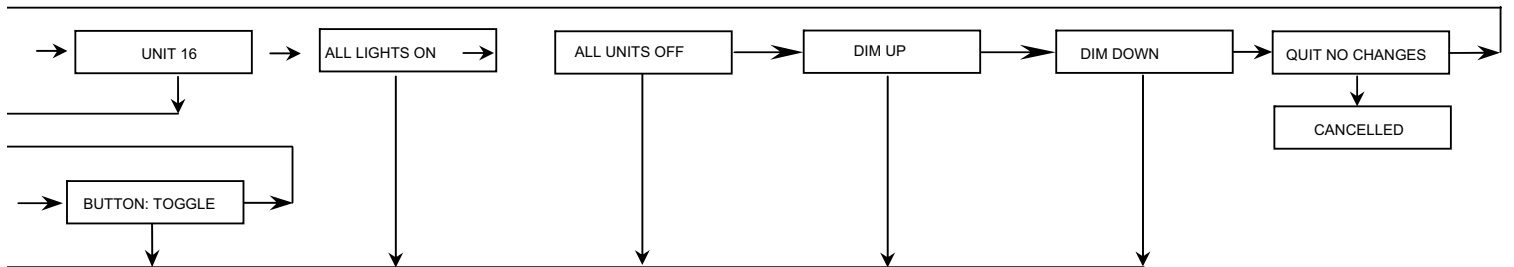 UNIT 16
ALL LIGHTS ON
ALL UNITS OFF
DIM UP
DIM DOWN
QUIT NO CHANGES
CANCELLED
BUTTON: TOGGLE